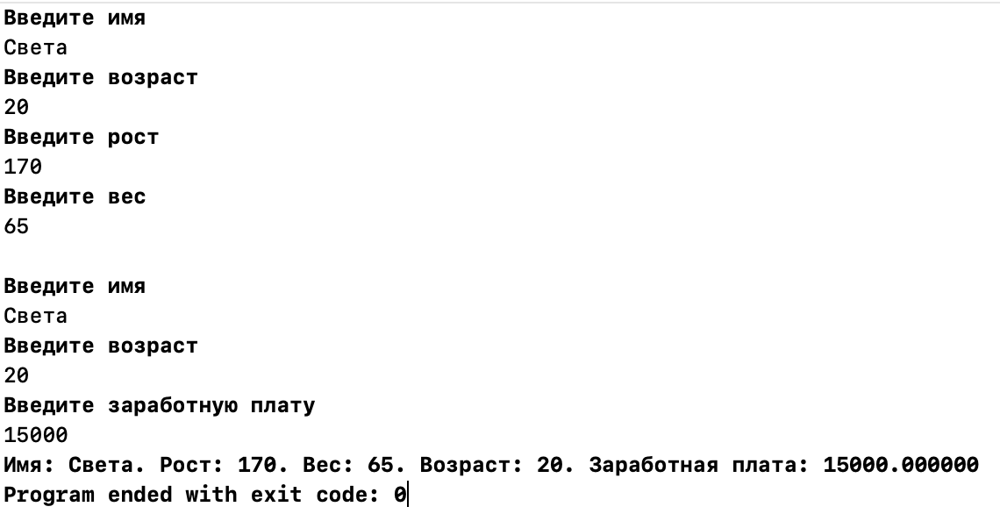 Введите имя
Света
Введите возраст
20
Введите рост
170
Введите вес
65
Введите имя
Света
Введите возраст
20
Введите заработную плату
15000
Имя: Света. Рост: 170. Вес: 65. Возраст: 20. Заработная плата: 15000.000000
Program ended with exit code: 0